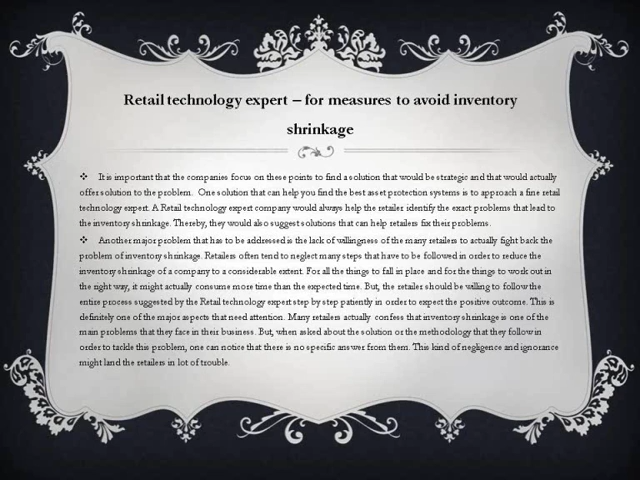 Retail technology expert – for measures to avoid inventory
shrinkage
❖ It is important that the companies focus on these points to find a solution that would be strategic and that would actually
offer solution to the problem. One solution that can help you find the best asset protection systems is to approach a fine retail
technology expert. A Retail technology expert company would always help the retailer identify the exact problems that lead to
the inventory shrinkage. Thereby, they would also suggest solutions that can help retailers fix their problems.
❖ Another major problem that has to be addressed is the lack of willingness of the many retailers to actually fight back the
problem of inventory shrinkage. Retailers often tend to neglect many steps that have to be followed in order to reduce the
inventory shrinkage of a company to a considerable extent. For all the things to fall in place and for the things to work out in
the right way, it might actually consume more time than the expected time. But, the retailer should be willing to follow the
entire process suggested by the Retail technology expert step by step patiently in order to expect the positive outcome. This is
definitely one of the major aspects that need attention. Many retailers actually confess that inventory shrinkage is one of the
main problems that they face in their business. But, when asked about the solution or the methodology that they follow in
order to tackle this problem, one can notice that there is no specific answer from them. This kind of negligence and ignorance
might land the retailers in lot of trouble.